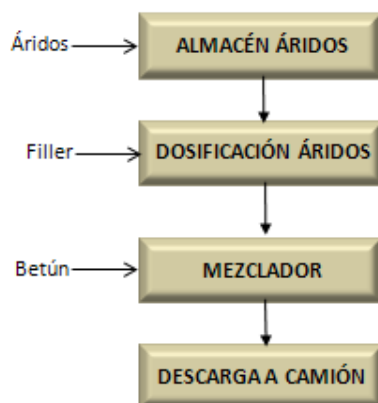 Áridos
ALMACÉN ÁRIDOS
Filler
DOSIFICACIÓN ÁRIDOS
Betún
MEZCLADOR
DESCARGA A CAMIÓN